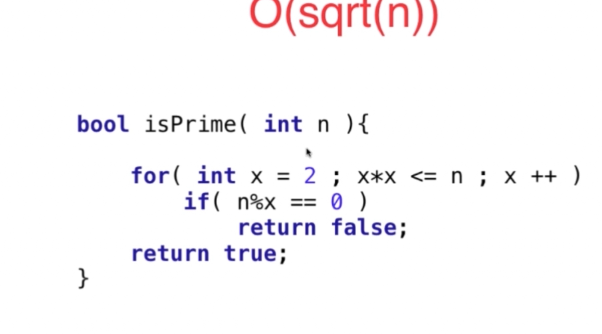 O(sqrt(n))
bool isPrime( int n ){
for( int x = 2 ; x*x <= n ; x ++ )
if( n%x == 0 )
return false;
return true;
}